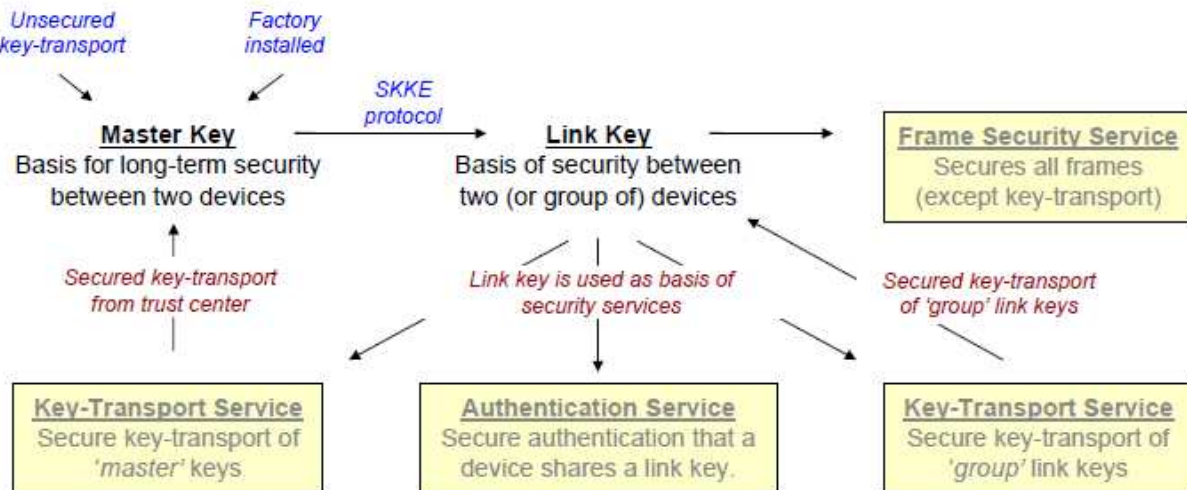 Unsecured
key-transport
Factory
installed
SKKE
protocol
Master Key
Basis for long-term security
between two devices
Link Key
Basis of security between
two (or group of) devices
Frame Security Service
Secures all frames
(except key-transport)
Secured key-transport
from trust center
Link key is used as basis of
security services
Secured key-transport
of 'group' link keys
Key-Transport Service
Secure key-transport of
'master' keys
Authentication Service
Secure authentication that a
device shares a link key.
Key-Transport Service
Secure key-transport of
'group' link keys